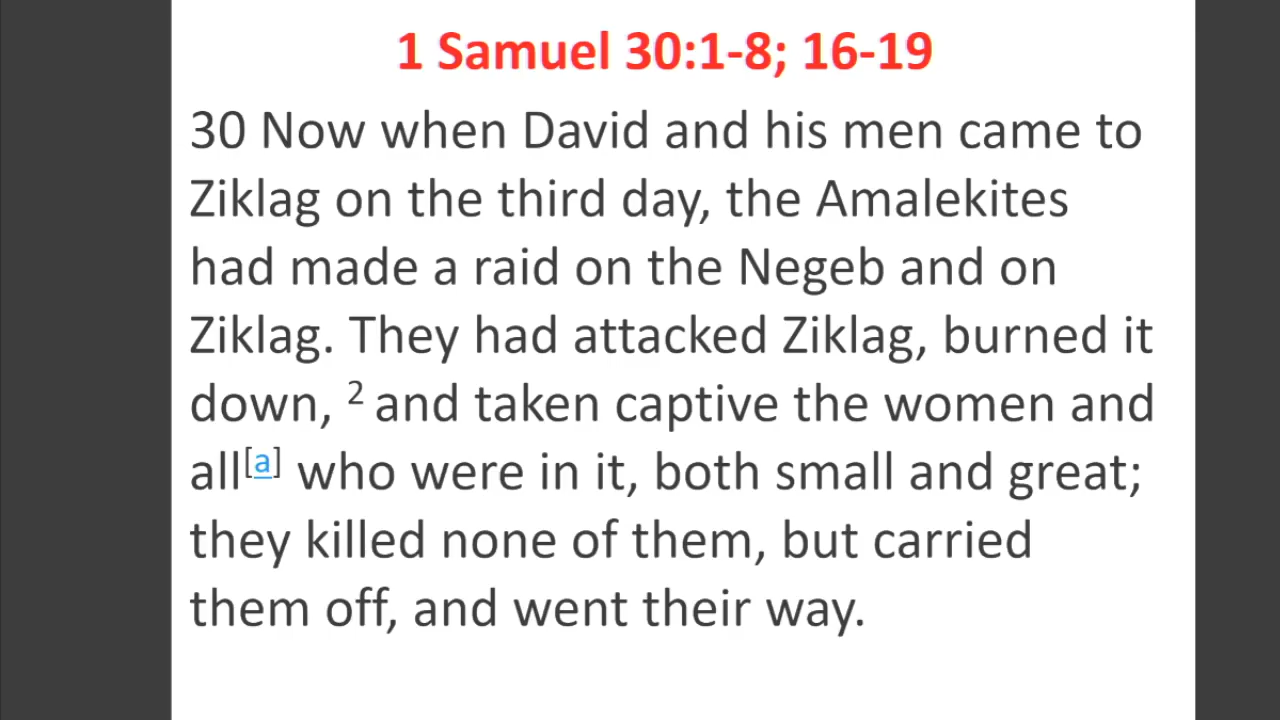 1 Samuel 30:1-8; 16-19
30 Now when David and his men came to
Ziklag on the third day, the Amalekites
had made a raid on the Negeb and on
Ziklag. They had attacked Ziklag, burned it
down, 2 and taken captive the women and
all[a] who were in it, both small and great;
they killed none of them, but carried
them off, and went their way.